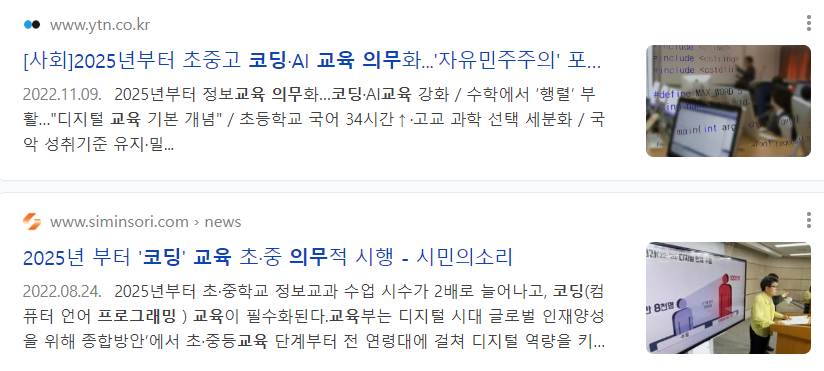 www.ytn.co.kr
[사회]2025년부터 초중고 코딩·AI 교육 의무화...'자유민주주의' 포...
2022.11.09. 2025년부터 정보교육 의무화...코딩·AI교육 강화 / 수학에서 ‘행렬’ 부
활..."디지털 교육 기본 개념" / 초등학교 국어 34시간↑·고교 과학 선택 세분화 / 국
악 성취기준 유지·밀...
#include <cstring>
#include <cstdli
#define MAX_WORD
main(int
www.siminsori.com › news
2025년 부터 '코딩' 교육 초·중 의무적 시행 - 시민의소리
2022.08.24. 2025년부터 초·중학교 정보교과 수업 시수가 2배로 늘어나고, 코딩(컴
퓨터 언어 프로그래밍 ) 교육이 필수화된다.교육부는 디지털 시대 글로벌 인재양성
을 위해 종합방안’에서 초·중등교육 단계부터 전 연령대에 걸쳐 디지털 역량을 키...
만 8천명